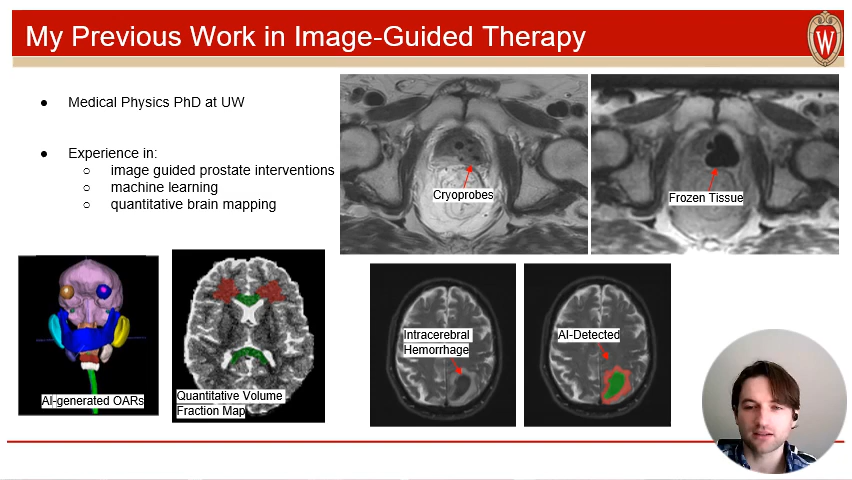 My Previous Work in Image-Guided Therapy
W
● Medical Physics PhD at UW
● Experience in:
○ image guided prostate interventions
○ machine learning
○ quantitative brain mapping
Cryoprobes
Frozen Tissue
AI-generated OARs
Quantitative Volume
Fraction Map
Intracerebral
Hemorrhage
AI-Detected